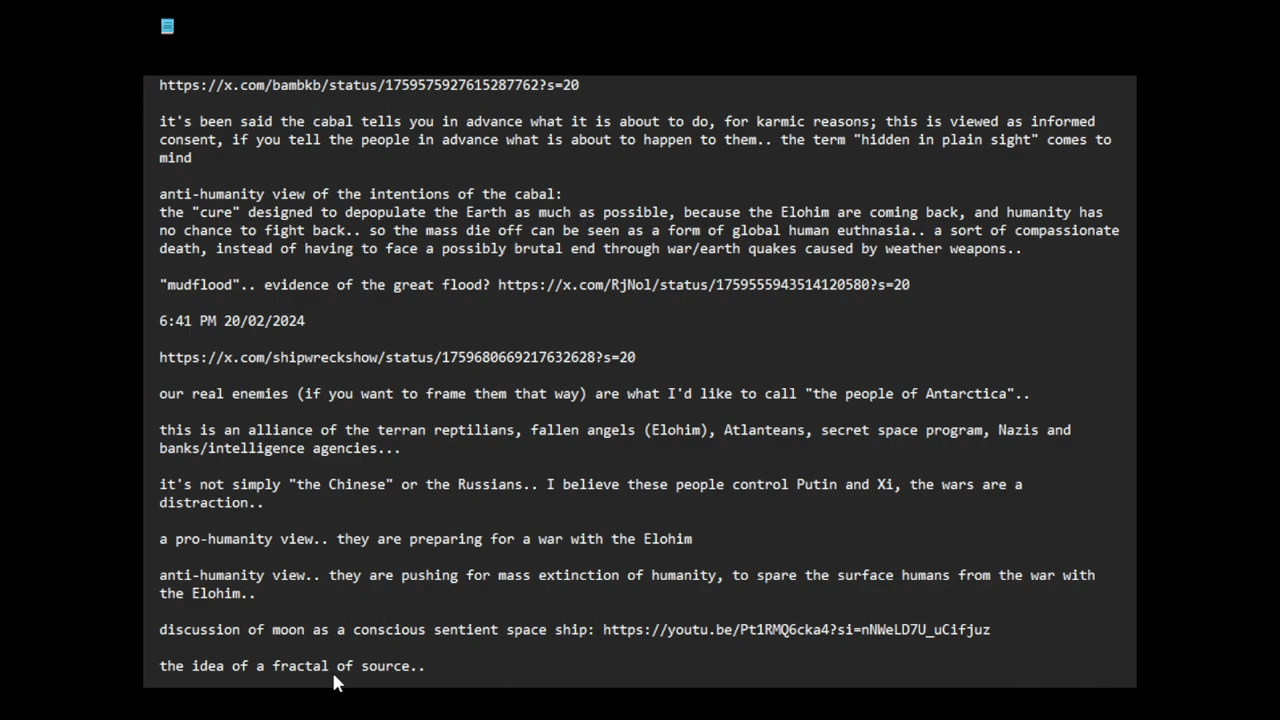 https://x.com/bambkb/status/1759575927615287762?s=20
it's been said the cabal tells you in advance what it is about to do, for karmic reasons; this is viewed as informed
consent, if you tell the people in advance what is about to happen to them.. the term "hidden in plain sight" comes to
mind
anti-humanity view of the intentions of the cabal:
the "cure" designed to depopulate the Earth as much as possible, because the Elohim are coming back, and humanity has
no chance to fight back.. so the mass die off can be seen as a form of global human euthnasia.. a sort of compassionate
death, instead of having to face a possibly brutal end through war/earth quakes caused by weather weapons..
"mudflood".. evidence of the great flood? https://x.com/RjNol/status/1759555943514120580?s=20
6:41 PM 20/02/2024
https://x.com/shipwreckshow/status/1759680669217632628?s=20
our real enemies (if you want to frame them that way) are what I'd like to call "the people of Antarctica"..
this is an alliance of the terran reptilians, fallen angels (Elohim), Atlanteans, secret space program, Nazis and
banks/intelligence agencies...
it's not simply "the Chinese" or the Russians.. I believe these people control Putin and Xi, the wars are a
distraction..
a pro-humanity view.. they are preparing for a war with the Elohim
anti-humanity view.. they are pushing for mass extinction of humanity, to spare the surface humans from the war with
the Elohim..
discussion of moon as a conscious sentient space ship: https://youtu.be/Pt1RMQ6cka4?si=nNWeLD7U_uCifjuz
the idea of a fractal of source..